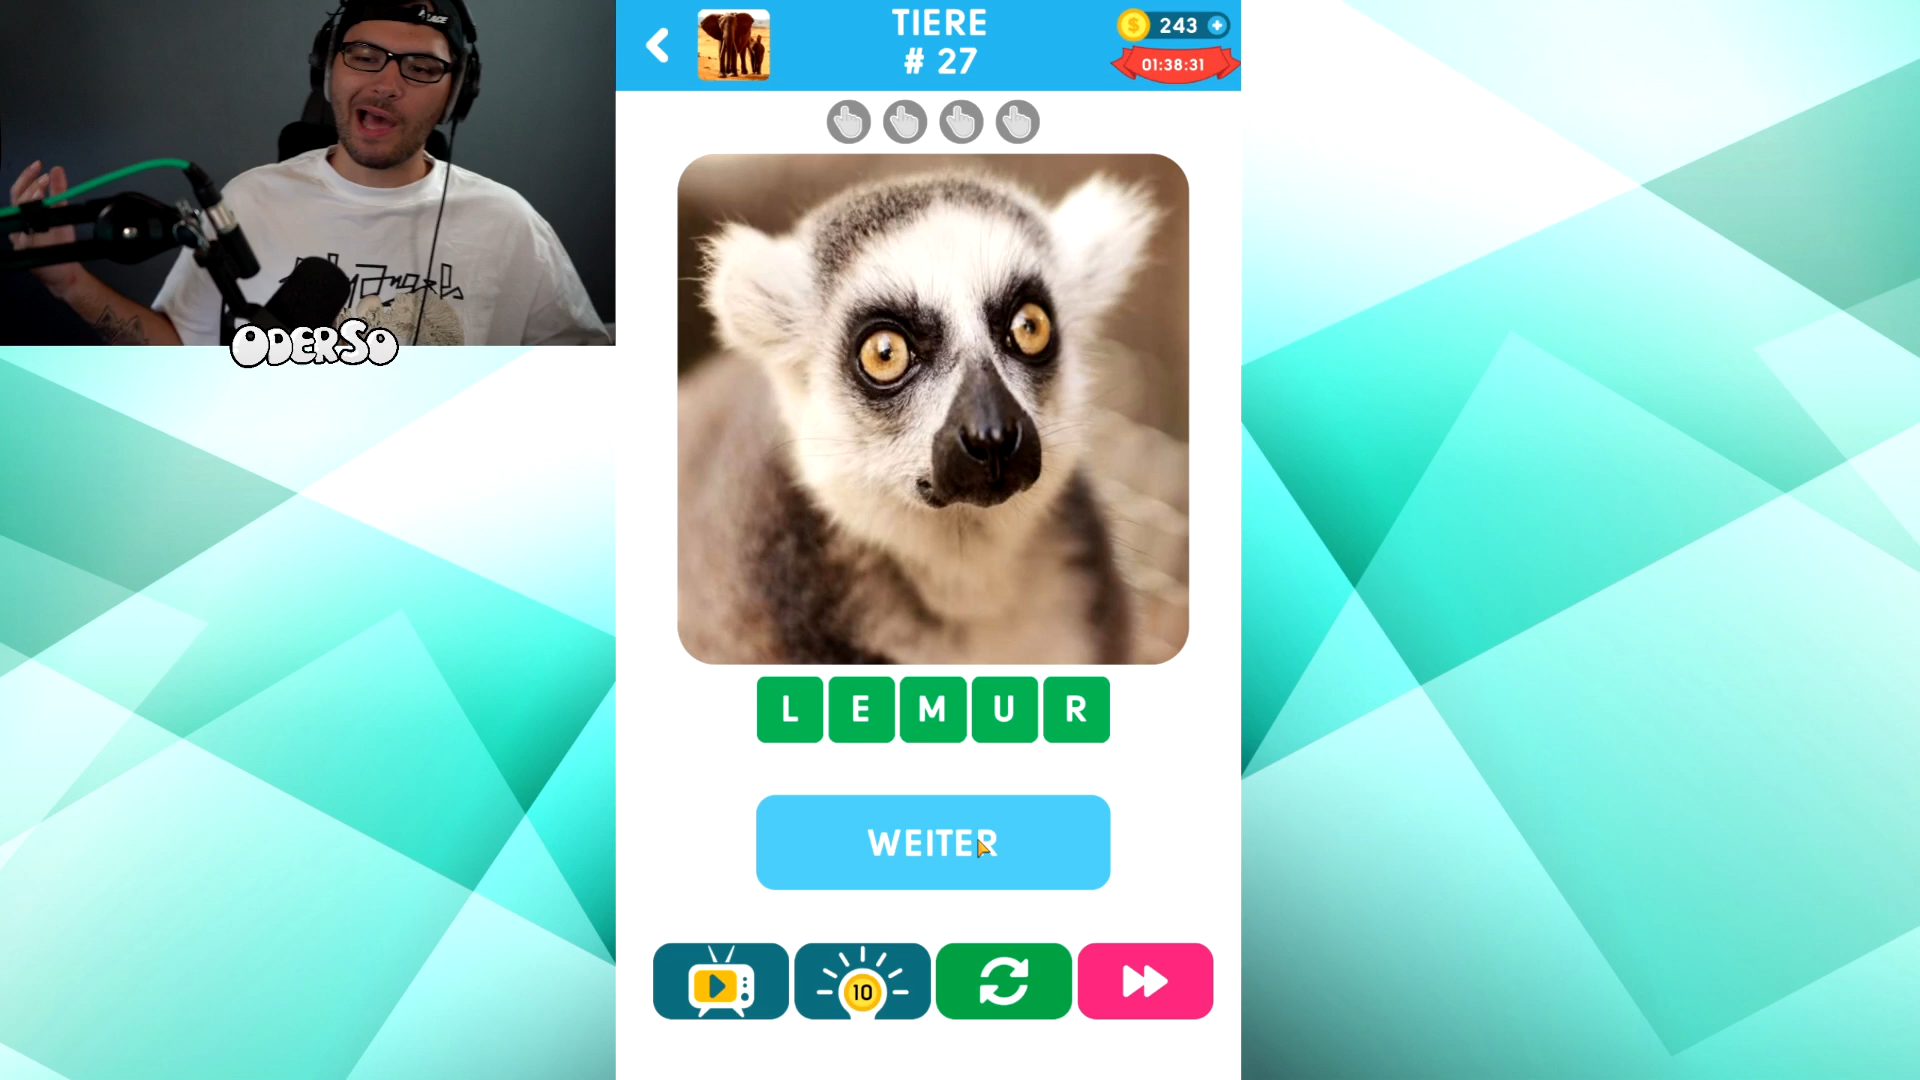 TIERE
# 27
243
01:38:31
ODERSO
L E M U R
WEITER
10